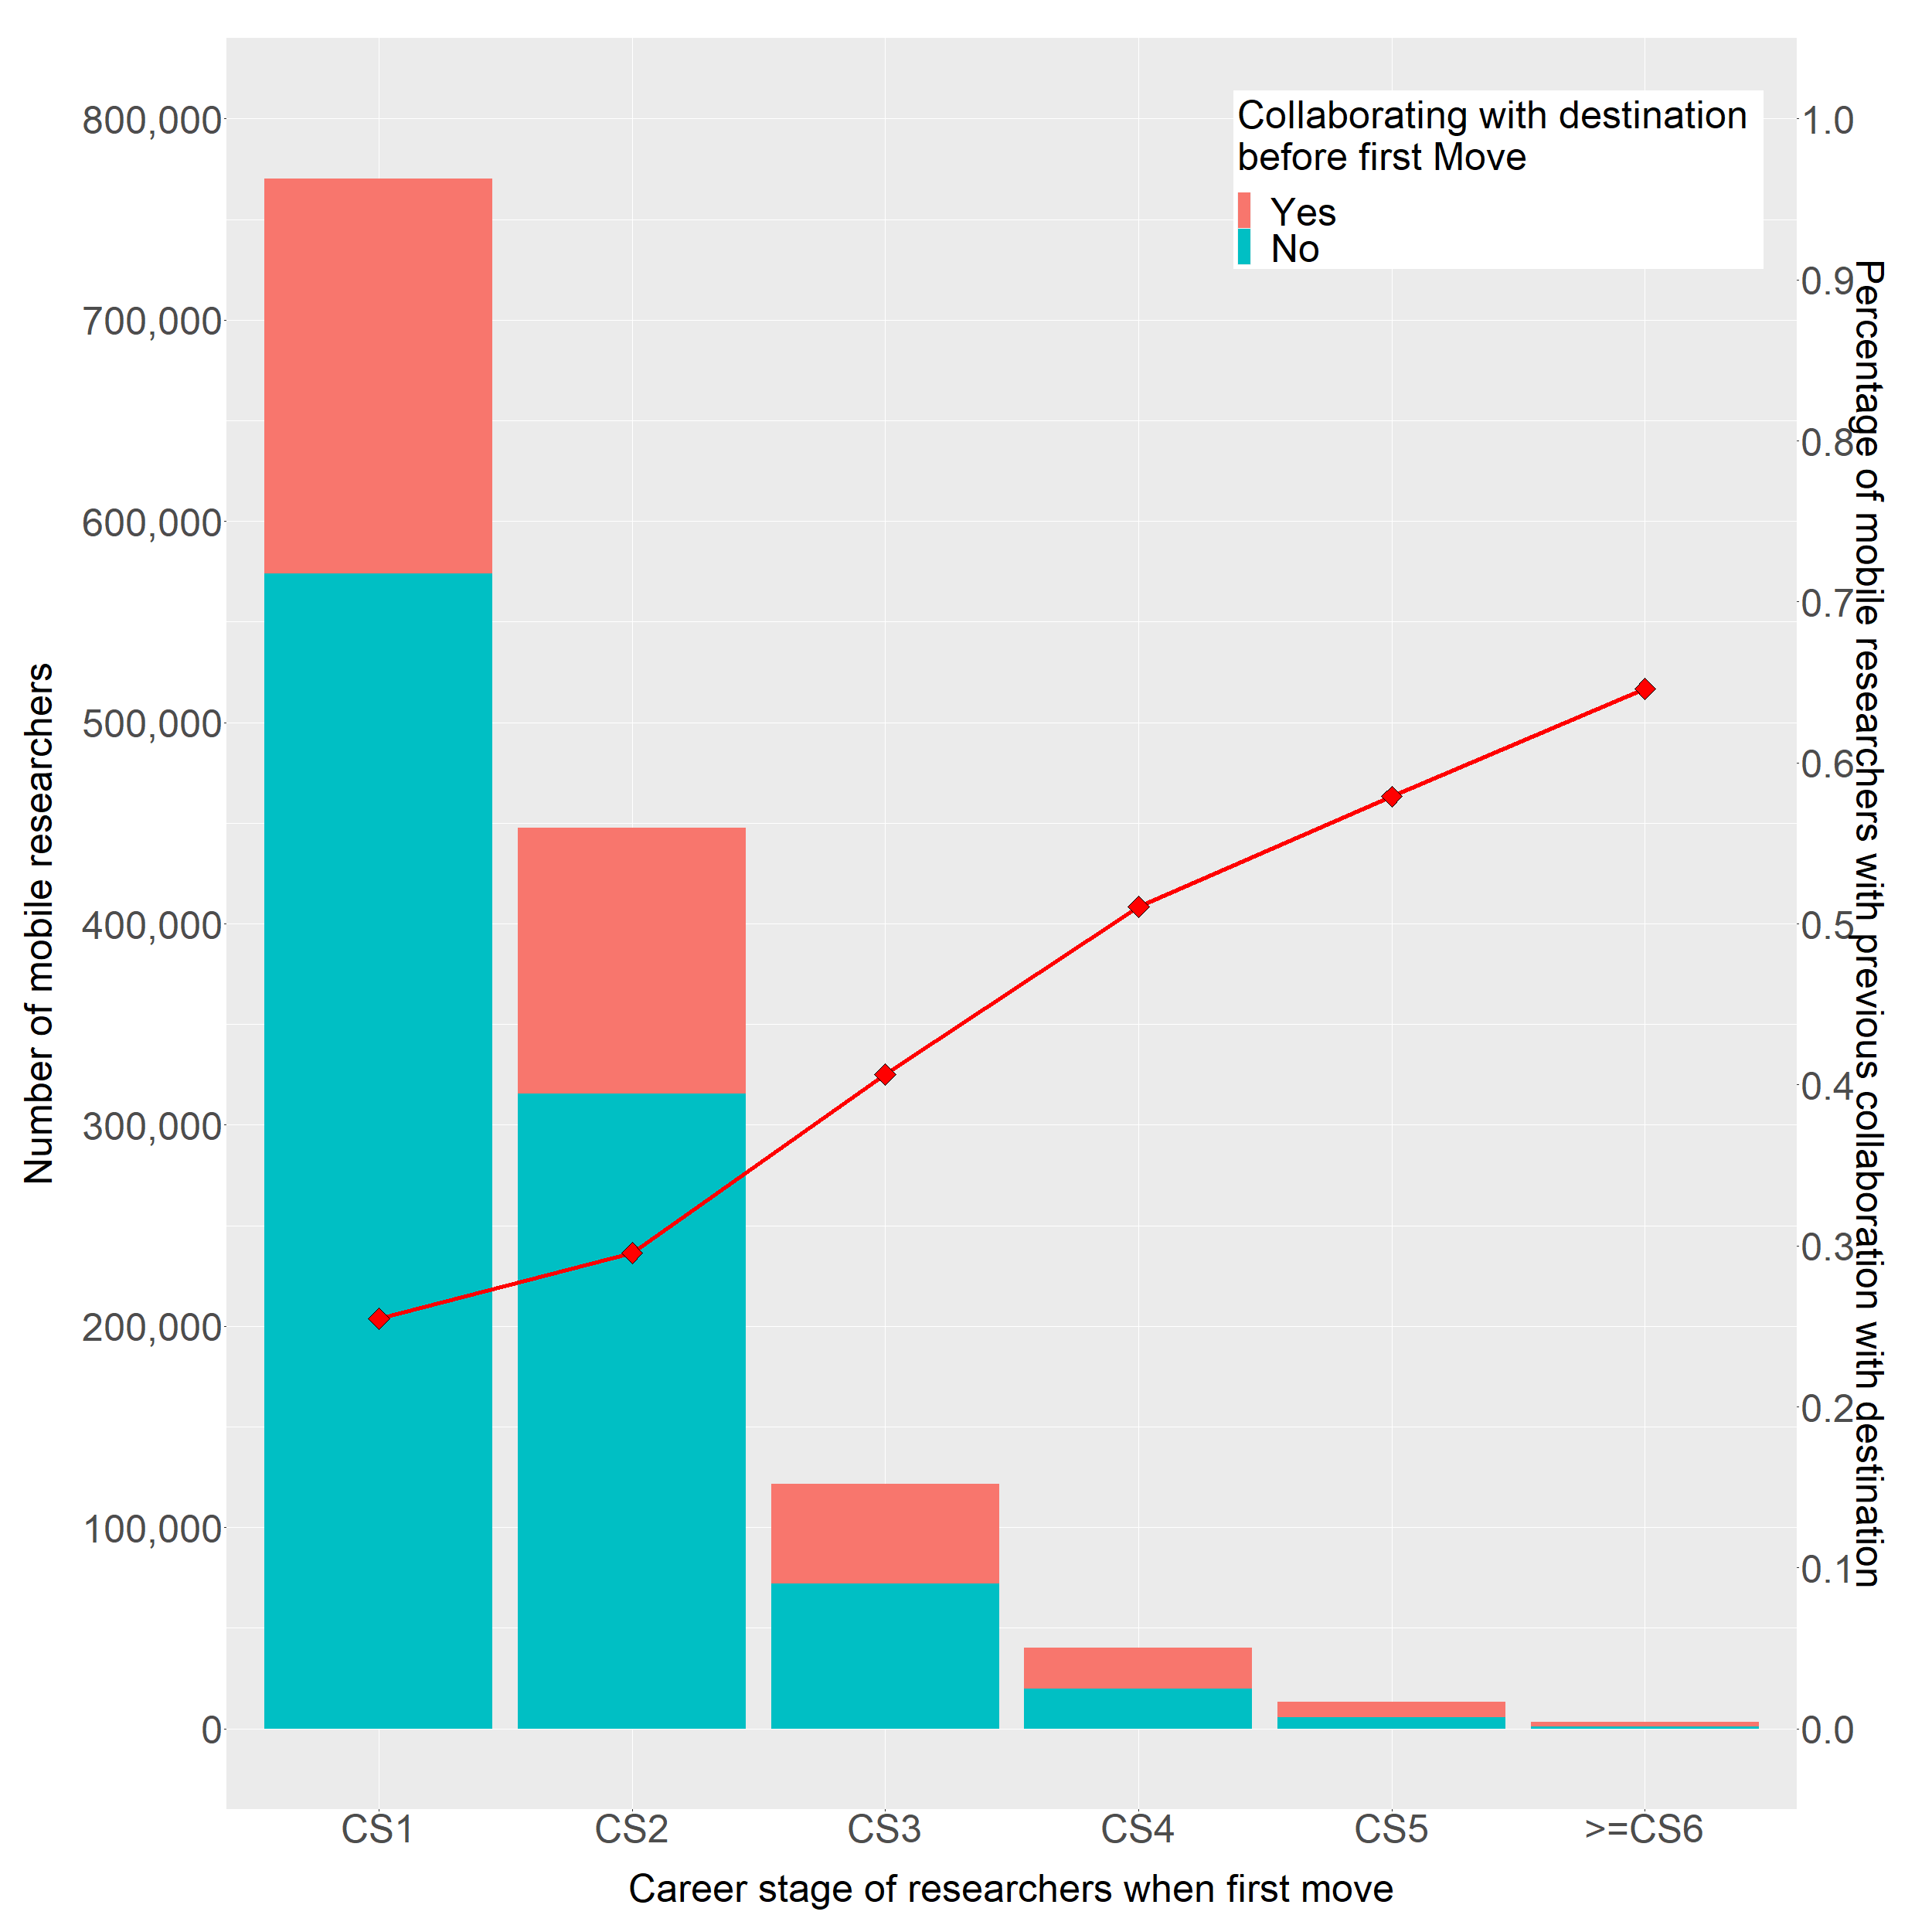 Collaborating with destination
before first Move
Yes
No
800,000
700,000
600,000
500,000
400,000
300,000
200,000
100,000
0
Number of mobile researchers
1.0
0.9
0.8
0.7
0.6
0.5
0.4
0.3
0.2
0.1
0.0
Percentage of mobile researchers with previous collaboration with destination
CS1 CS2 CS3 CS4 CS5 >=CS6
Career stage of researchers when first move